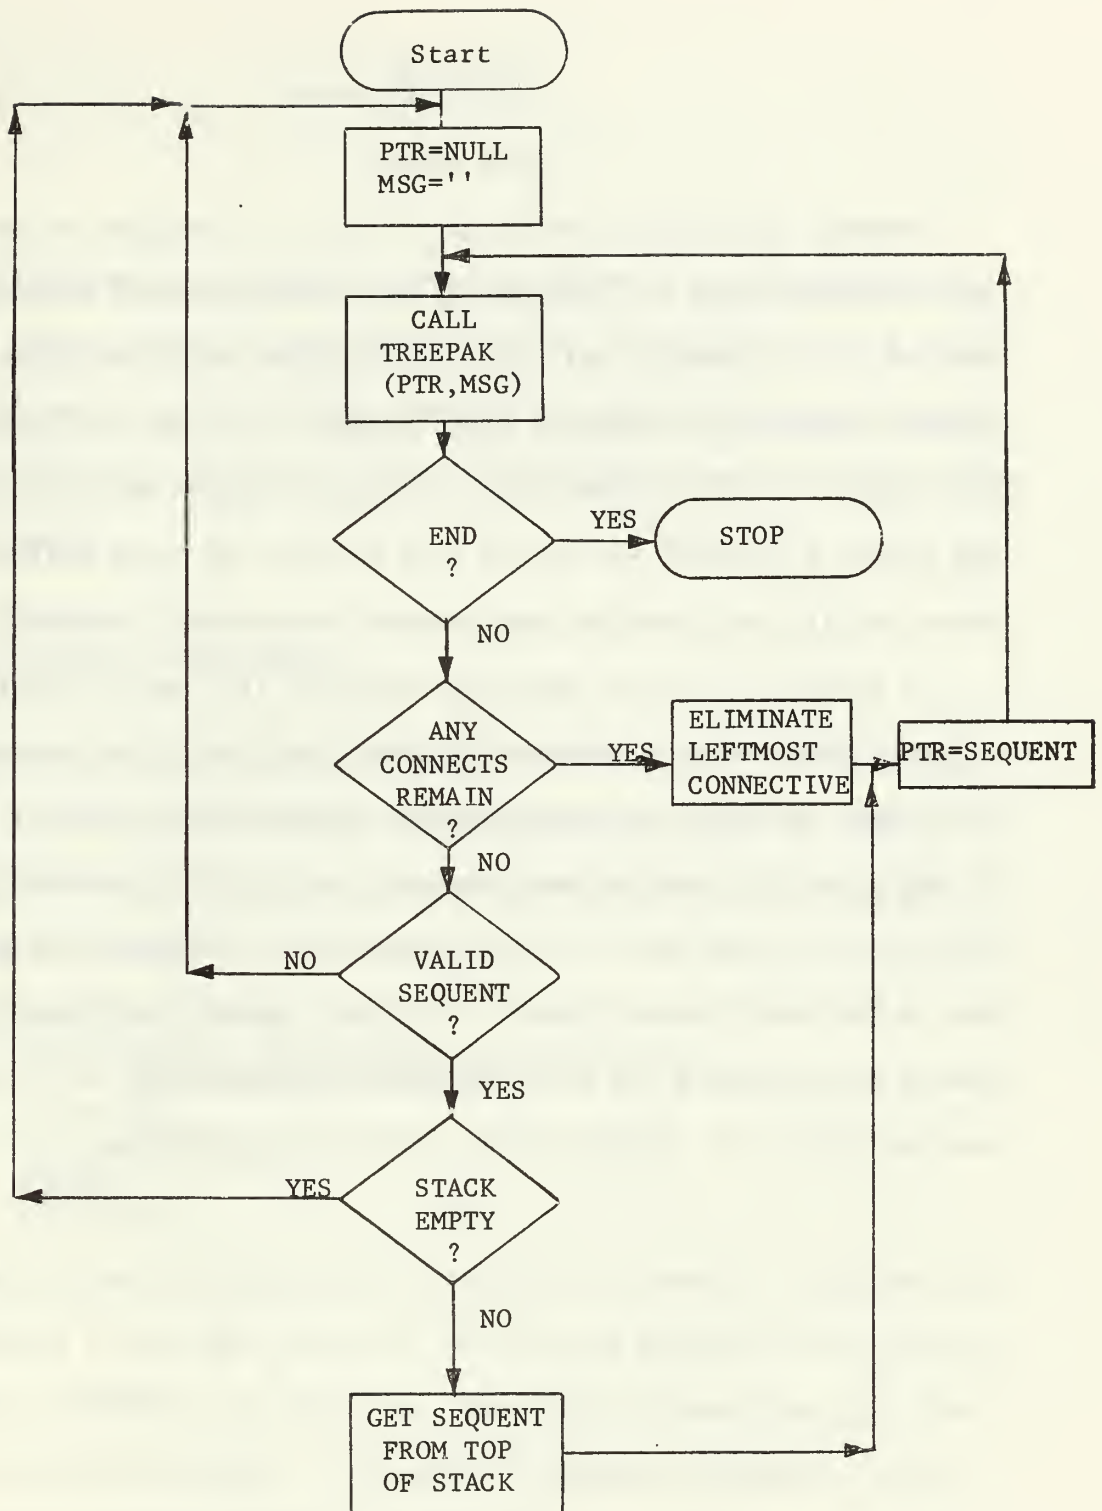 Start
PTR=NULL
MSG=''
CALL
TREEPAK
(PTR,MSG)
END
?
YES
STOP
NO
ANY
CONNECTS
REMAIN
?
YES
ELIMINATE
LEFTMOST
CONNECTIVE
PTR=SEQUENT
NO
VALID
SEQUENT
?
NO
YES
STACK
EMPTY
?
YES
NO
GET SEQUENT
FROM TOP
OF STACK